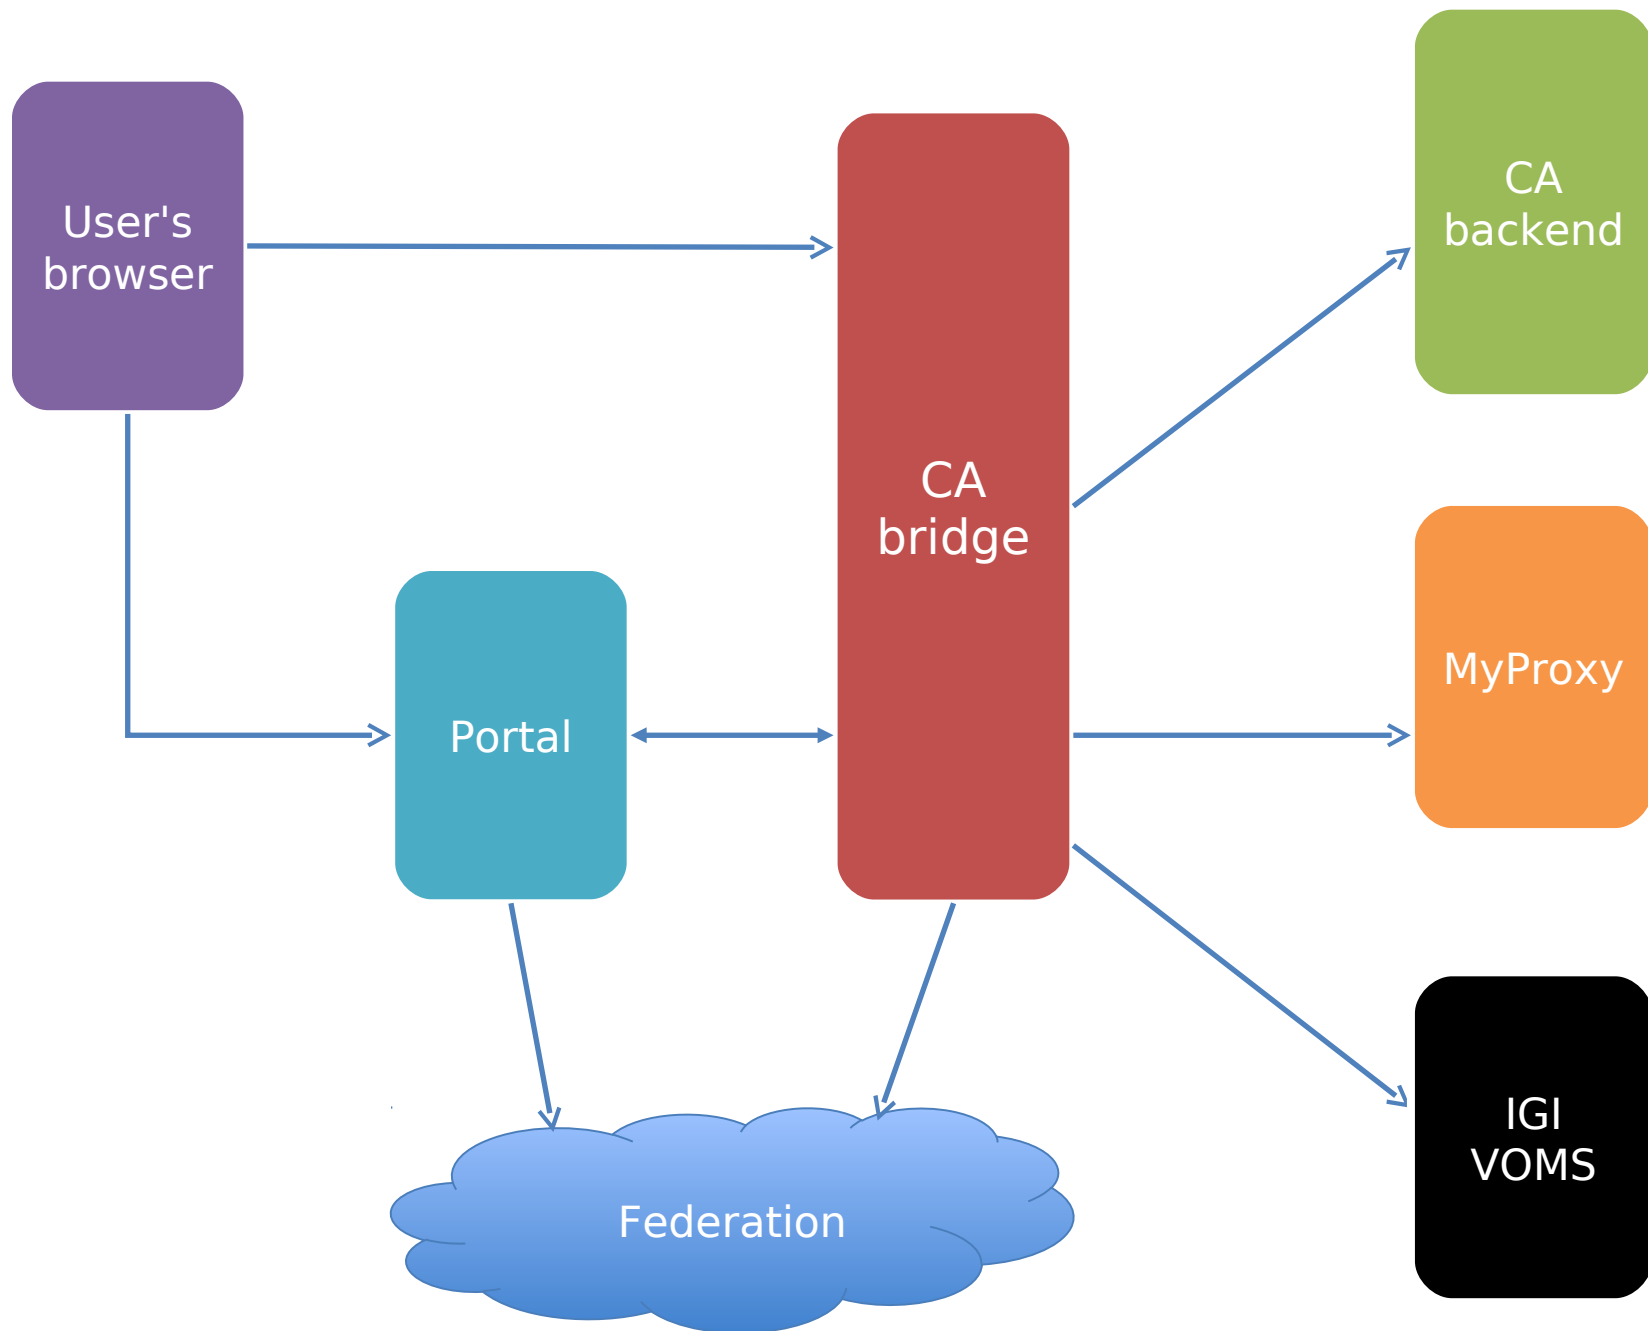 User's
browser
CA
backend
CA
bridge
MyProxy
Portal
IGI
VOMS
Federation